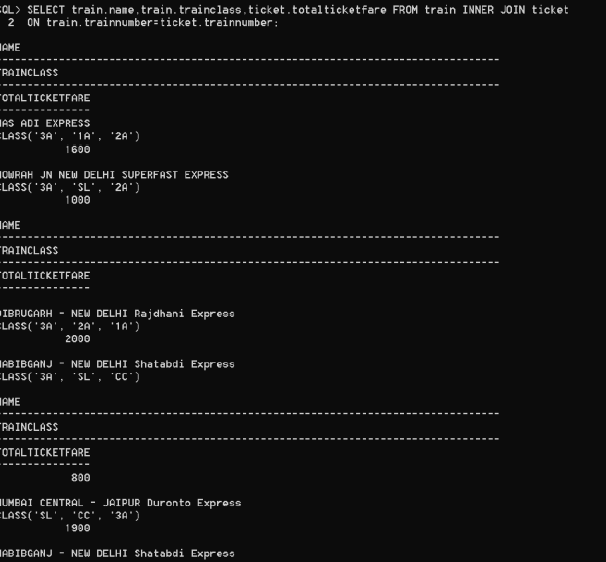 SQL> SELECT train.name,train.trainclass,ticket.totalticketfare FROM train INNER JOIN ticket
2 ON train.trainnumber=ticket.trainnumber;
NAME
TRAINCLASS
TOTALTICKETFARE
MAS ADI EXPRESS
CLASS('3A', '1A', '2A')
1600
HOWRAH JN NEW DELHI SUPERFAST EXPRESS
CLASS('3A', 'SL', '2A')
1000
NAME
TRAINCLASS
TOTALTICKETFARE
DIBRUGARH - NEW DELHI Rajdhani Express
CLASS('3A', '2A', '1A')
2000
HABIBGANJ - NEW DELHI Shatabdi Express
CLASS('3A', 'SL', 'CC')
NAME
TRAINCLASS
TOTALTICKETFARE
800
MUMBAI CENTRAL - JAIPUR Duronto Express
CLASS('SL', 'CC', '3A')
1900
HABIBGANJ - NEW DELHI Shatabdi Express